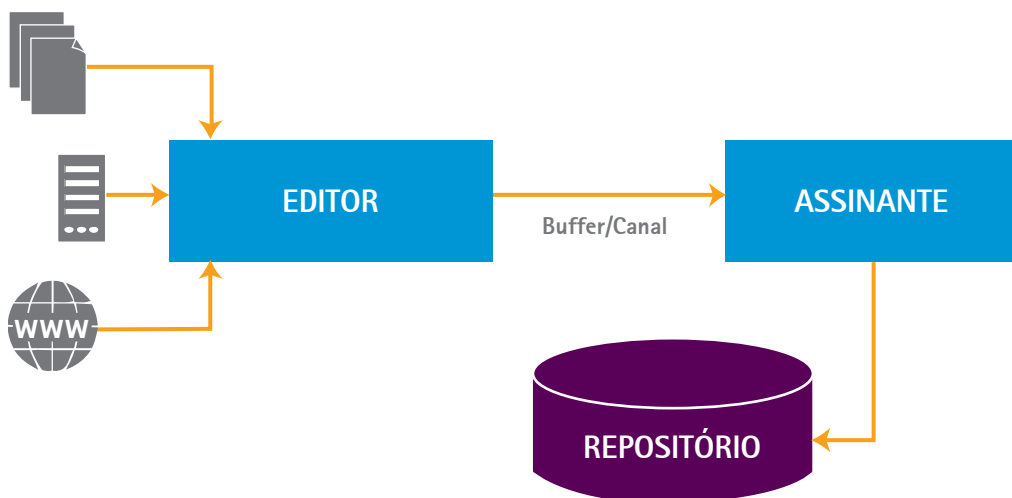 EDITOR
Buffer/Canal
ASSINANTE
WWW
REPOSITÓRIO